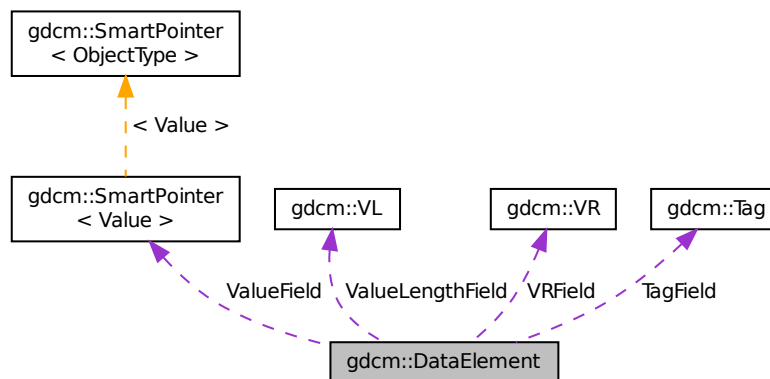 gdcm::SmartPointer
< ObjectType >
< Value >
gdcm::SmartPointer
< Value >
gdcm::VL
gdcm::VR
gdcm::Tag
ValueField
ValueLengthField
VRField
TagField
gdcm::DataElement